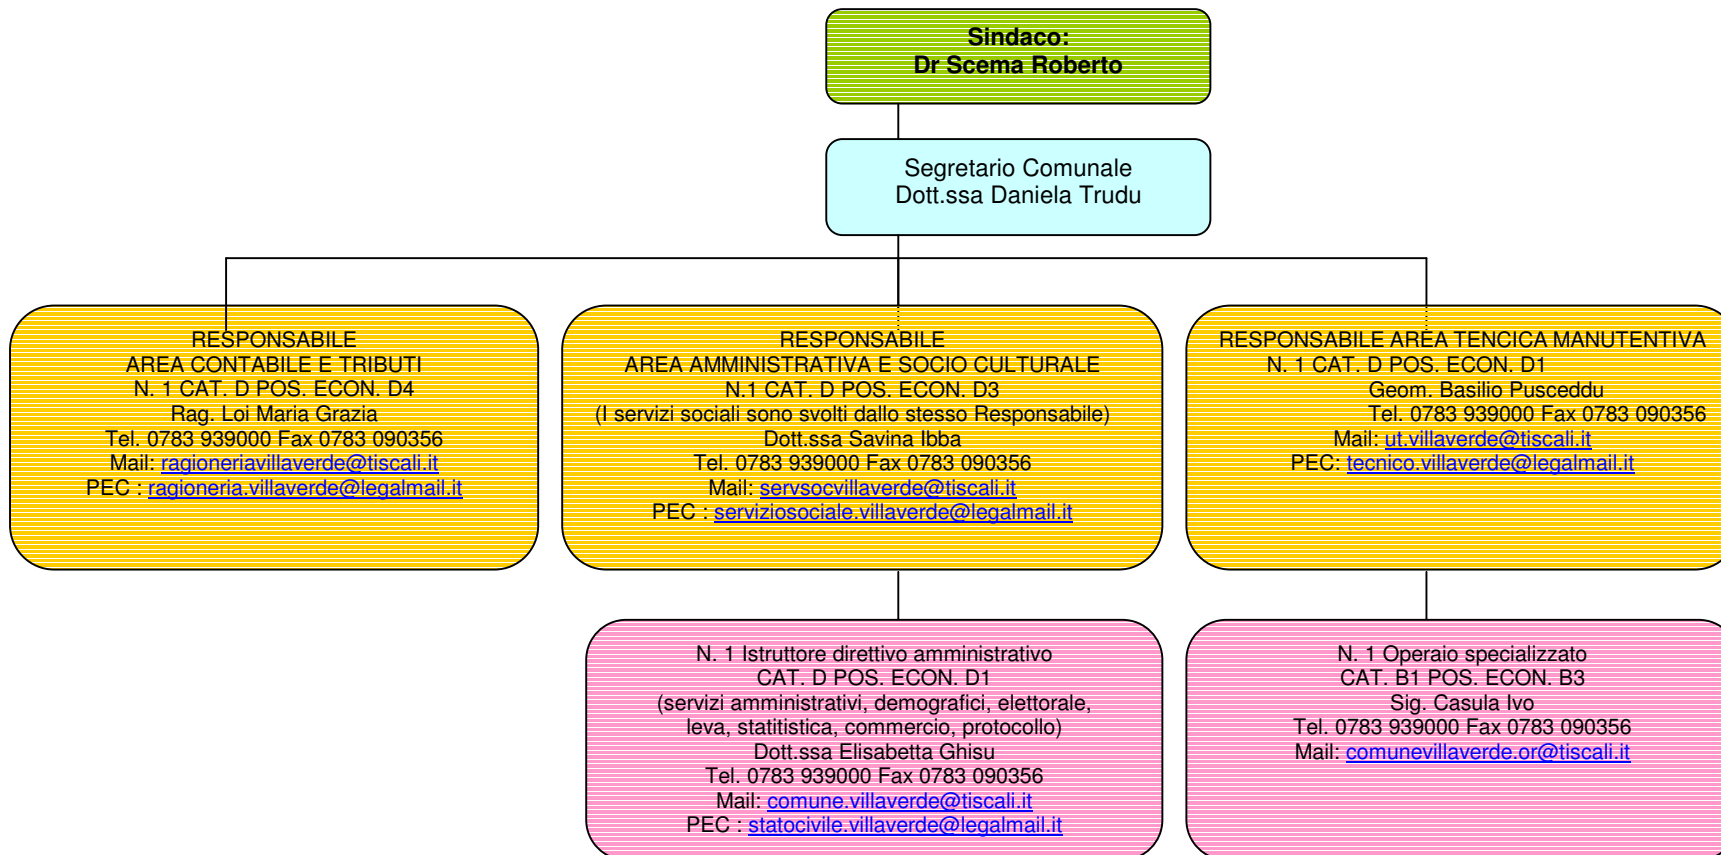 Sindaco:
Dr Scema Roberto
Segretario Comunale
Dott.ssa Daniela Trudu
RESPONSABILE
AREA CONTABILE E TRIBUTI
N. 1 CAT. D POS. ECON. D4
Rag. Loi Maria Grazia
Tel. 0783 939000 Fax 0783 090356
Mail: ragioneriavillaverde@tiscali.it
PEC : ragioneria.villaverde@legalmail.it
RESPONSABILE
AREA AMMINISTRATIVA E SOCIO CULTURALE
N.1 CAT. D POS. ECON. D3
(I servizi sociali sono svolti dallo stesso Responsabile)
Dott.ssa Savina Ibba
Tel. 0783 939000 Fax 0783 090356
Mail: servsocvillaverde@tiscali.it
PEC : serviziosociale.villaverde@legalmail.it
RESPONSABILE AREA TENCICA MANUTENTIVA
N. 1 CAT. D POS. ECON. D1
Geom. Basilio Pusceddu
Tel. 0783 939000 Fax 0783 090356
Mail: ut.villaverde@tiscali.it
PEC: tecnico.villaverde@legalmail.it
N. 1 Istruttore direttivo amministrativo
CAT. D POS. ECON. D1
(servizi amministrativi, demografici, elettorale,
leva, statitistica, commercio, protocollo)
Dott.ssa Elisabetta Ghisu
Tel. 0783 939000 Fax 0783 090356
Mail: comune.villaverde@tiscali.it
PEC : statocivile.villaverde@legalmail.it
N. 1 Operaio specializzato
CAT. B1 POS. ECON. B3
Sig. Casula Ivo
Tel. 0783 939000 Fax 0783 090356
Mail: comunevillaverde.or@tiscali.it